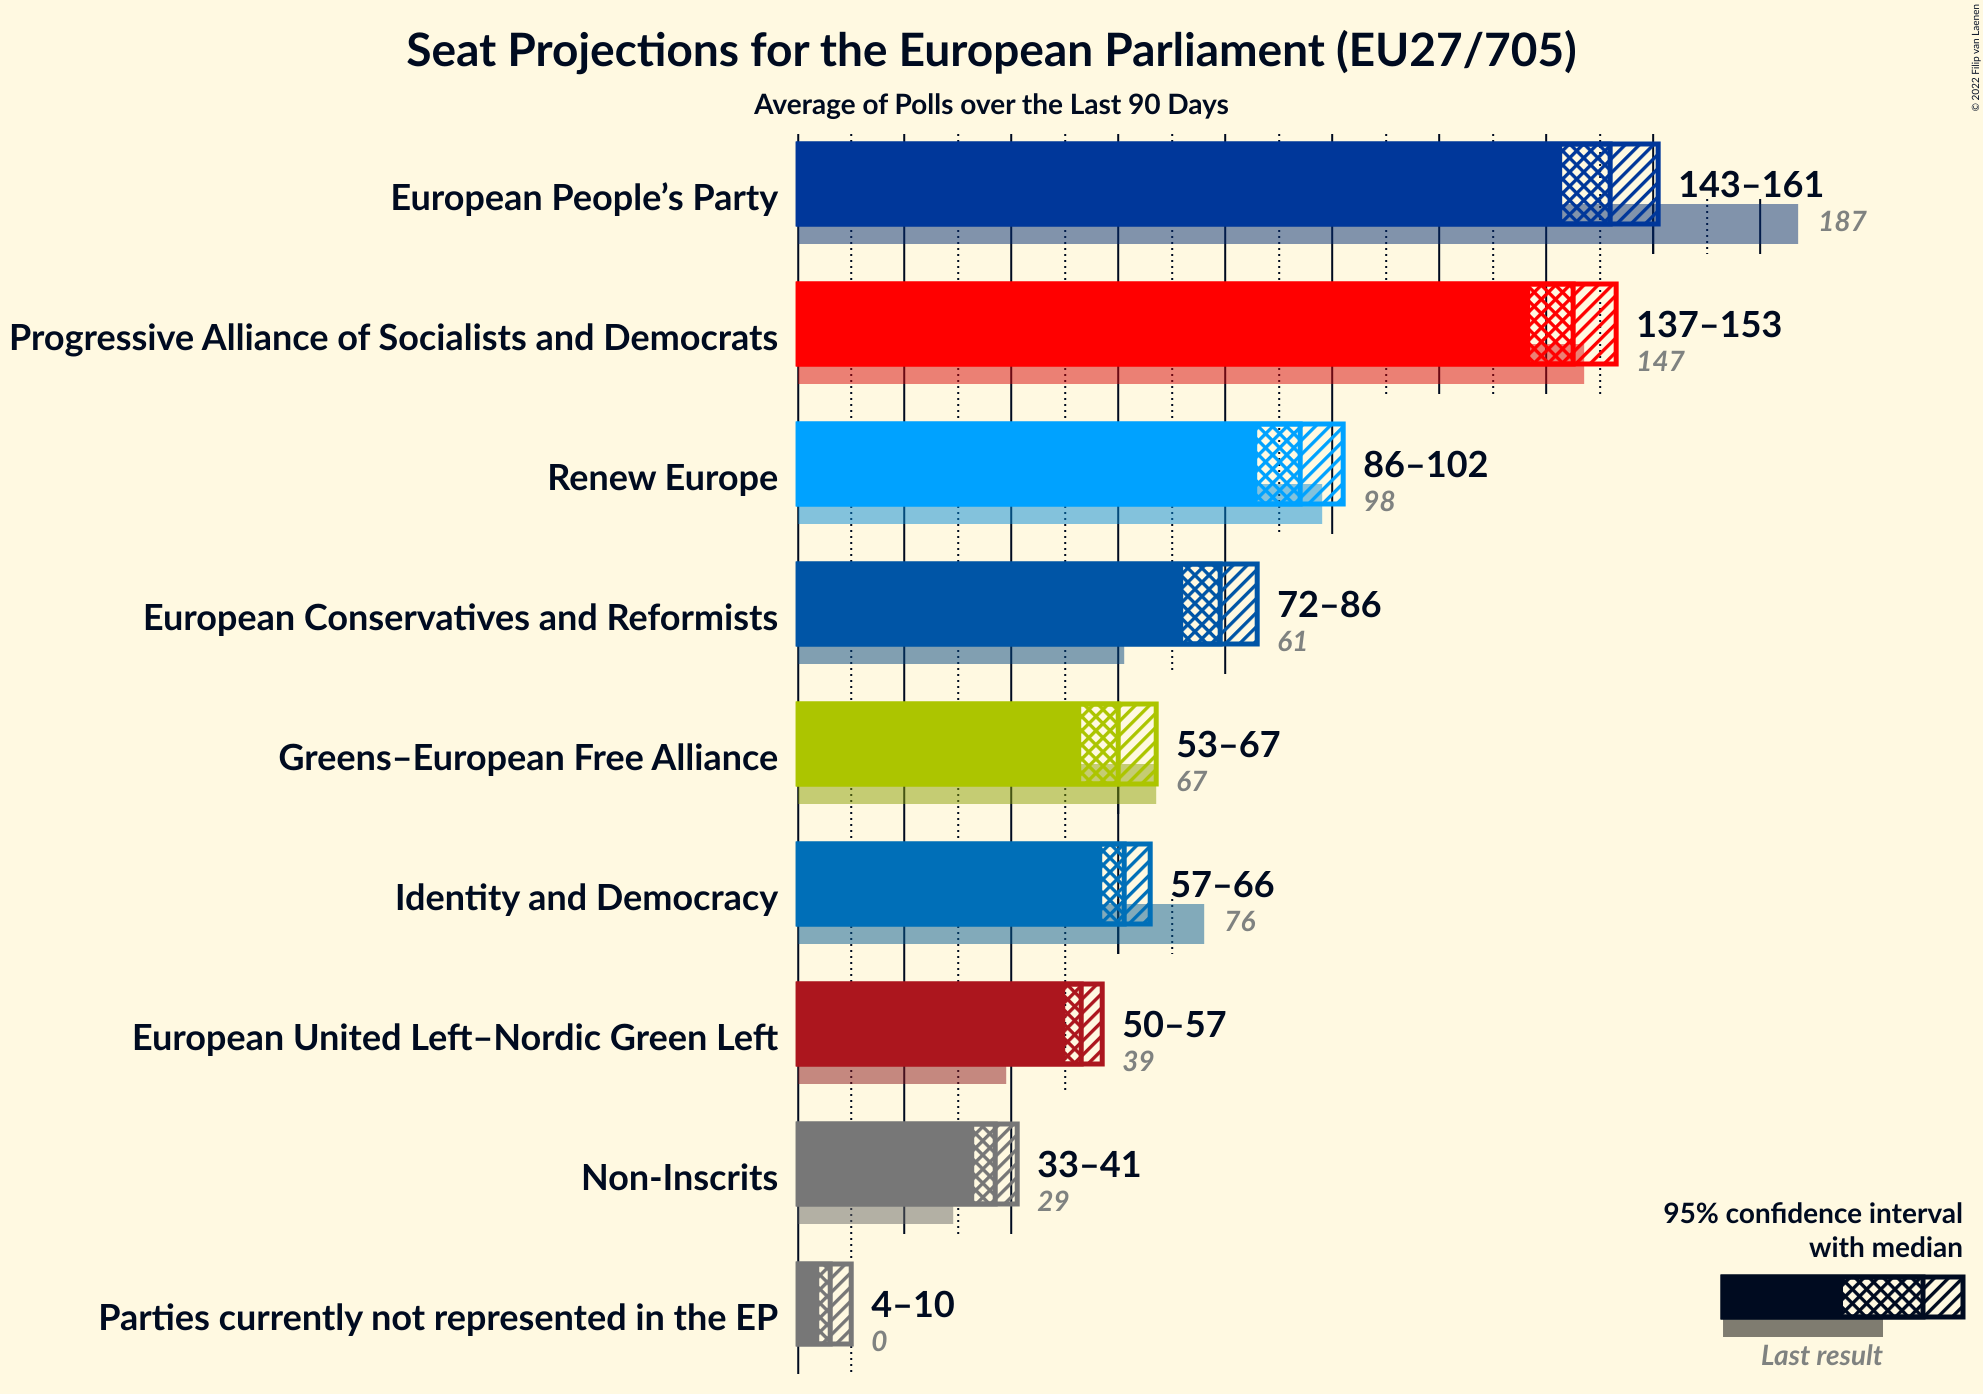 Seat Projections for the European Parliament (EU27/705)
Average of Polls over the Last 90 Days
© 2022 Filip van Laenen
European People’s Party
143–161
187
Progressive Alliance of Socialists and Democrats
137–153
147
Renew Europe
86–102
98
European Conservatives and Reformists
72–86
61
Greens–European Free Alliance
53–67
67
Identity and Democracy
57–66
76
European United Left–Nordic Green Left
50–57
39
Non-Inscrits
33–41
29
Parties currently not represented in the EP
4–10
0
95% confidence interval
with median
Last result